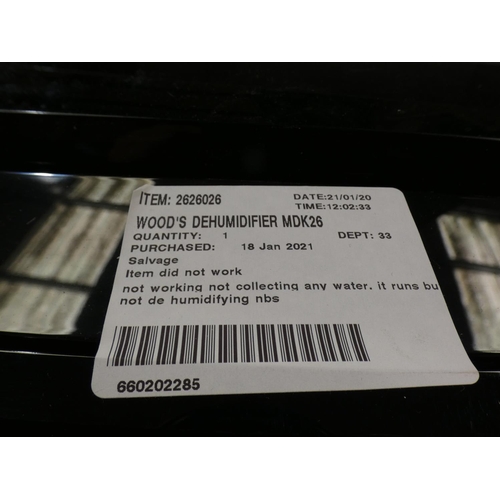 ITEM: 2626026 DATE:21/01/20
TIME:12:02:33
WOOD'S DEHUMIDIFIER MDK26
QUANTITY: 1 DEPT: 33
PURCHASED: 18 Jan 2021
Salvage
Item did not work
not working not collecting any water. it runs bu
not de humidifying nbs
660202285